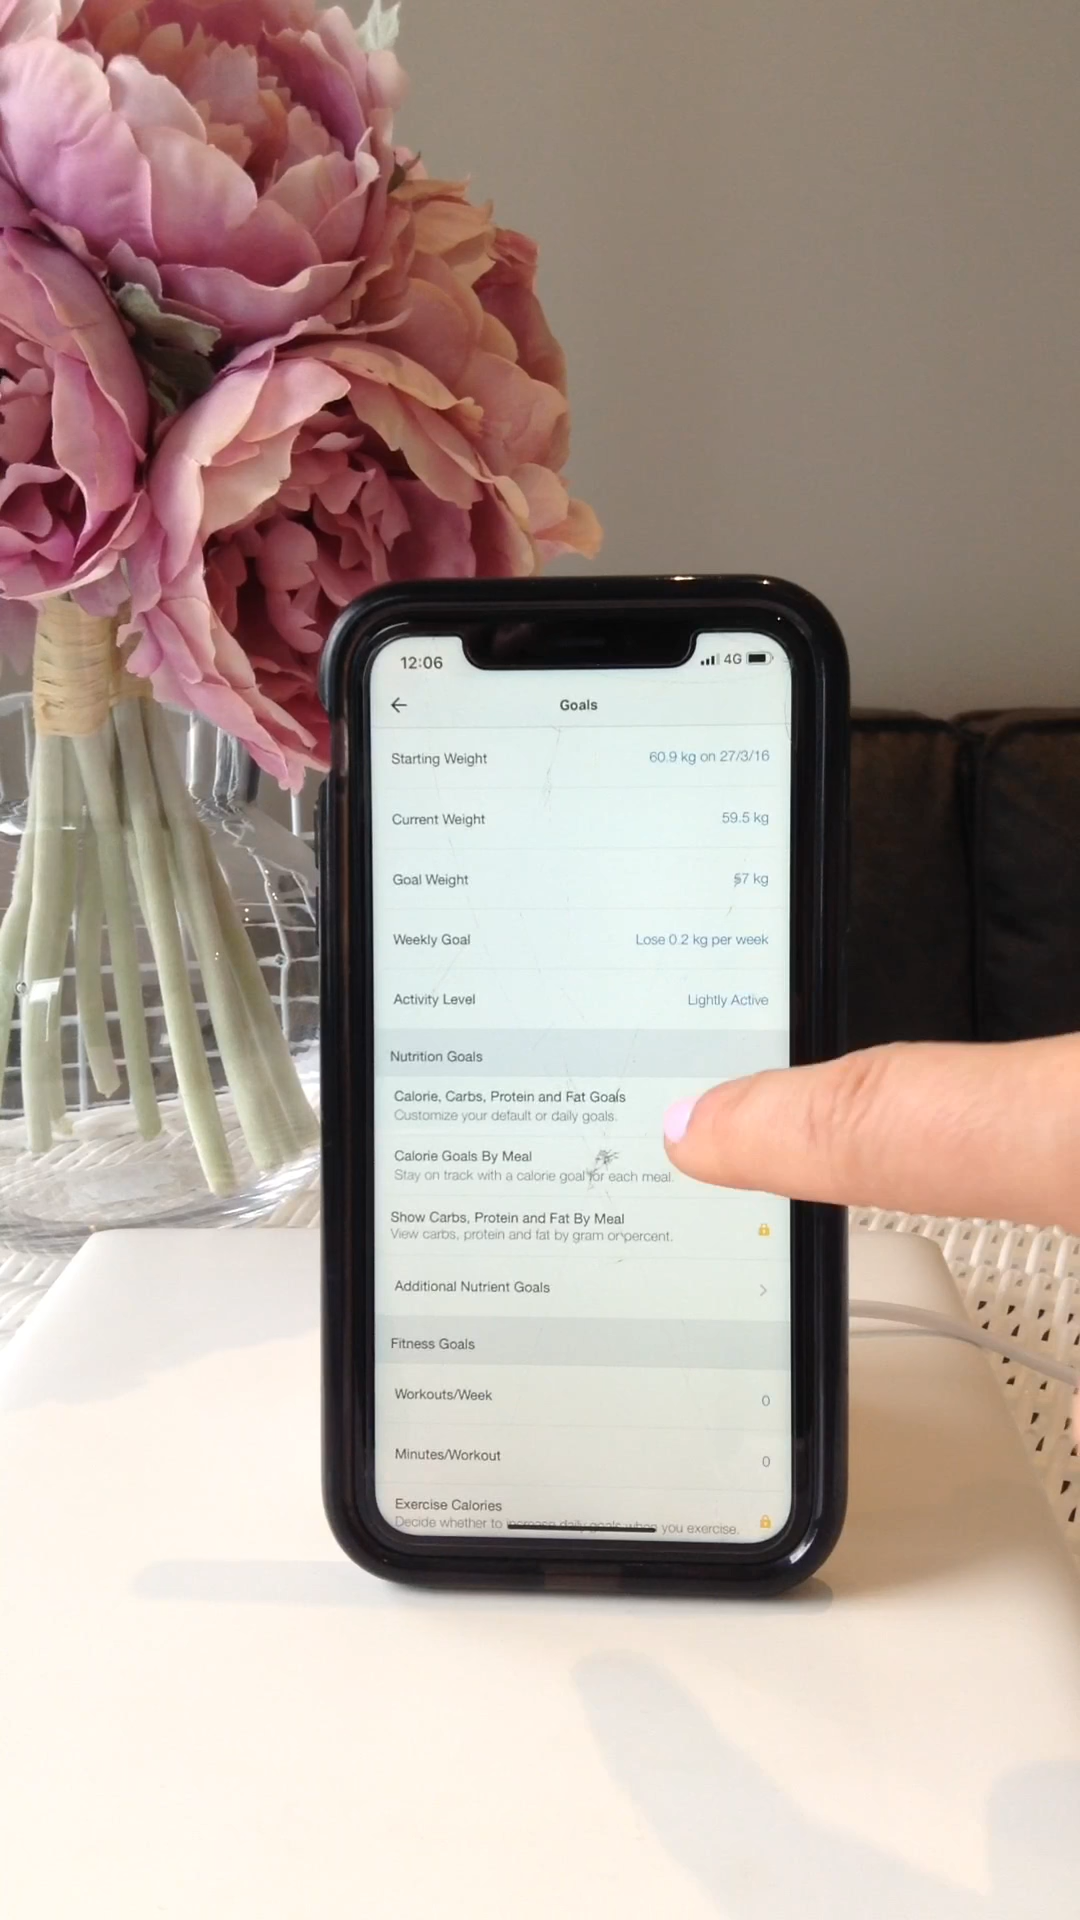 12:06
4G
Goals
Starting Weight 60.9 kg on 27/3/16
Current Weight 59.5 kg
Goal Weight 57 kg
Weekly Goal Lose 0.2 kg per week
Activity Level Lightly Active
Nutrition Goals
Calorie, Carbs, Protein and Fat Goals
Customize your default or daily goals.
Calorie Goals By Meal
Stay on track with a calorie goal for each meal.
Show Carbs, Protein and Fat By Meal
View carbs, protein and fat by gram or percent.
Additional Nutrient Goals
Fitness Goals
Workouts/Week 0
Minutes/Workout 0
Exercise Calories
Decide whether to increase daily goals when you exercise.